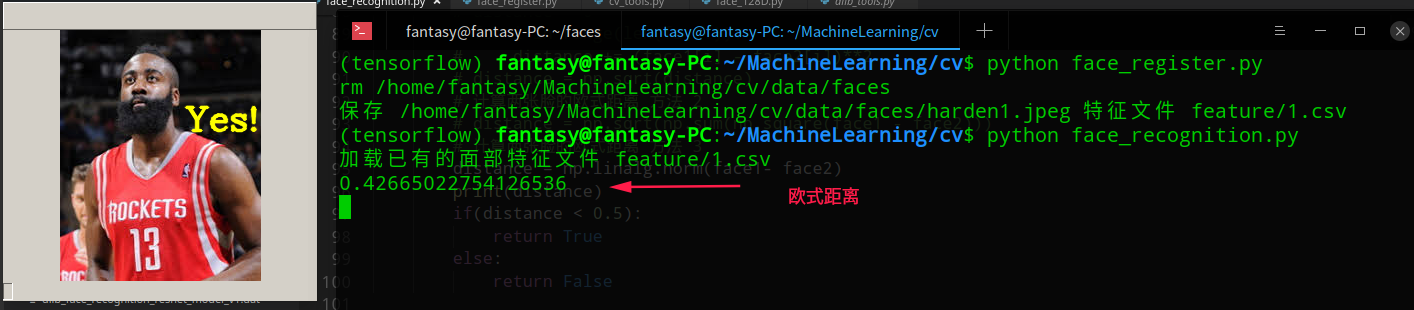 face_recognition.py × face_register.py cv_tools.py face_128D.py dlib_tools.py
fantasy@fantasy-PC: ~/faces fantasy@fantasy-PC: ~/MachineLearning/cv
(tensorflow) fantasy@fantasy-PC:~/MachineLearning/cv$ python face_register.py
rm /home/fantasy/MachineLearning/cv/data/faces
保存 /home/fantasy/MachineLearning/cv/data/faces/harden1.jpeg 特征文件 feature/1.csv
(tensorflow) fantasy@fantasy-PC:~/MachineLearning/cv$ python face_recognition.py
加载已有的面部特征文件 feature/1.csv
distance = np.linalg.norm(face1- face2)
0.42665022754126536
欧式距离
print(distance)
if(distance < 0.5):
98 return True
99 else:
100 return False
101
Yes!
ROCKETS
13
dlib_face_recognition_resnet_model_v1.dat